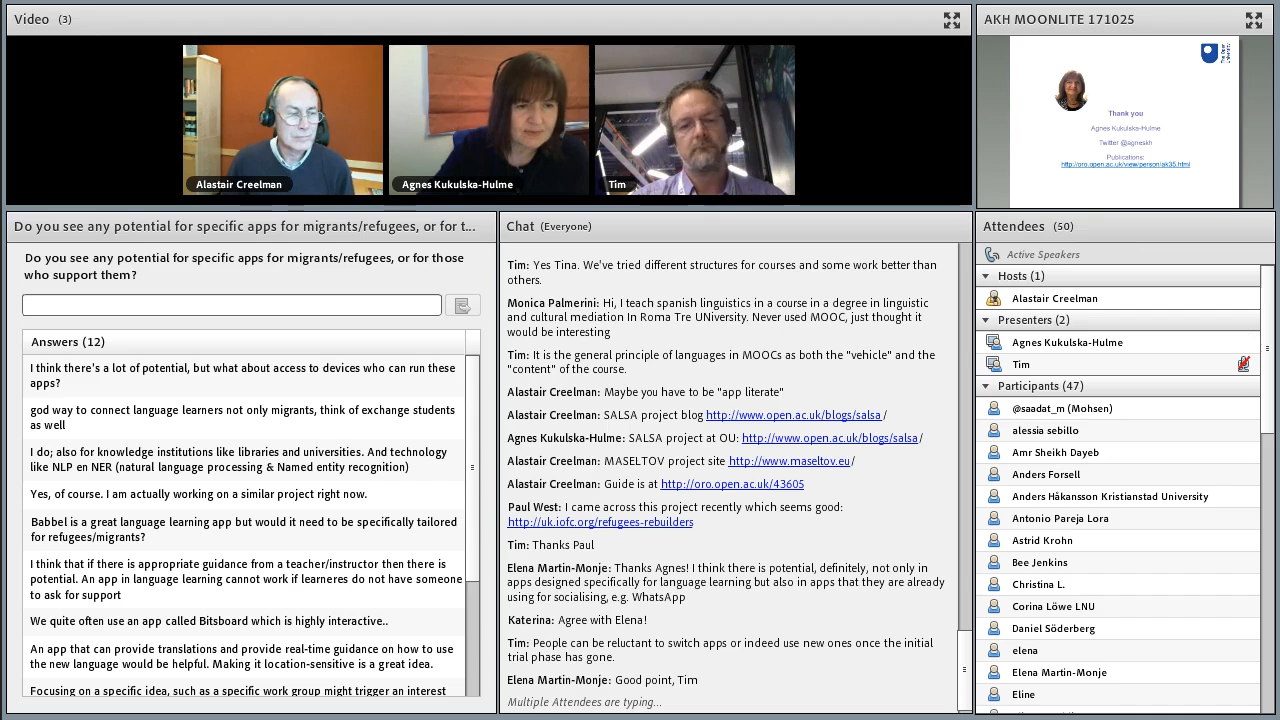 Video (3)
Alastair Creelman
Agnes Kukulska-Hulme
Tim
AKH MOONLITE 171025
The Open
University
Thank you
Agnes Kukulska-Hulme
Twitter @agneskh
Publications:
http://oro.open.ac.uk/view/person/ak35.html
Do you see any potential for specific apps for migrants/refugees, or for t...
Do you see any potential for specific apps for migrants/refugees, or for those
who support them?
Answers (12)
I think there's a lot of potential, but what about access to devices who can run these
apps?
god way to connect language learners not only migrants, think of exchange students
as well
I do; also for knowledge institutions like libraries en universities. And technology
like NLP en NER (natural language processing & Named entity recognition)
Yes, of course. I am actually working on a similar project right now.
Babbel is a great language learning app but would it need to be specifically tailored
for refugees/migrants?
I think that if there is appropriate guidance from a teacher/instructor then there is
potential. An app in language learning cannot work if learneres do not have someone
to ask for support
We quite often use an app called Bitsboard which is highly interactive..
An app that can provide translations and provide real-time guidance on how to use
the new language would be helpful. Making it location-sensitive is a great idea.
Focusing on a specific idea, such as a specific work group might trigger an interest
Chat (Everyone)
Tim: Yes Tina. We've tried different structures for courses and some work better than
others.
Monica Palmerini: Hi, I teach spanish linguistics in a course in a degree in linguistic
and cultural mediation In Roma Tre UNiversity. Never used MOOC, just thought it
would be interesting
Tim: It is the general principle of languages in MOOCs as both the "vehicle" and the
"content" of the course.
Alastair Creelman: Maybe you have to be "app literate"
Alastair Creelman: SALSA project blog http://www.open.ac.uk/blogs/salsa /
Agnes Kukulska-Hulme: SALSA project at OU: http://www.open.ac.uk/blogs/salsa/
Alastair Creelman: MASELTOV project site http://www.maseltov.eu/
Alastair Creelman: Guide is at http://oro.open.ac.uk/43605
Paul West: I came across this project recently which seems good:
http://uk.iofc.org/refugees-rebuilders
Tim: Thanks Paul
Elena Martin-Monje: Thanks Agnes! I think there is potential, definitely, not only in
apps designed specifically for language learning but also in apps that they are already
using for socialising, e.g. WhatsApp
Katerina: Agree with Elena!
Tim: People can be reluctant to switch apps or indeed use new ones once the initial
trial phase has gone.
Elena Martin-Monje: Good point, Tim
Multiple Attendees are typing...
Attendees (50)
Active Speakers
Hosts (1)
Alastair Creelman
Presenters (2)
Agnes Kukulska-Hulme
Tim
Participants (47)
@saadat_m (Mohsen)
alessia sebillo
Amr Sheikh Dayeb
Anders Forsell
Anders Håkansson Kristianstad University
Antonio Pareja Lora
Astrid Krohn
Bee Jenkins
Christina L.
Corina Löwe LNU
Daniel Söderberg
elena
Elena Martin-Monje
Eline